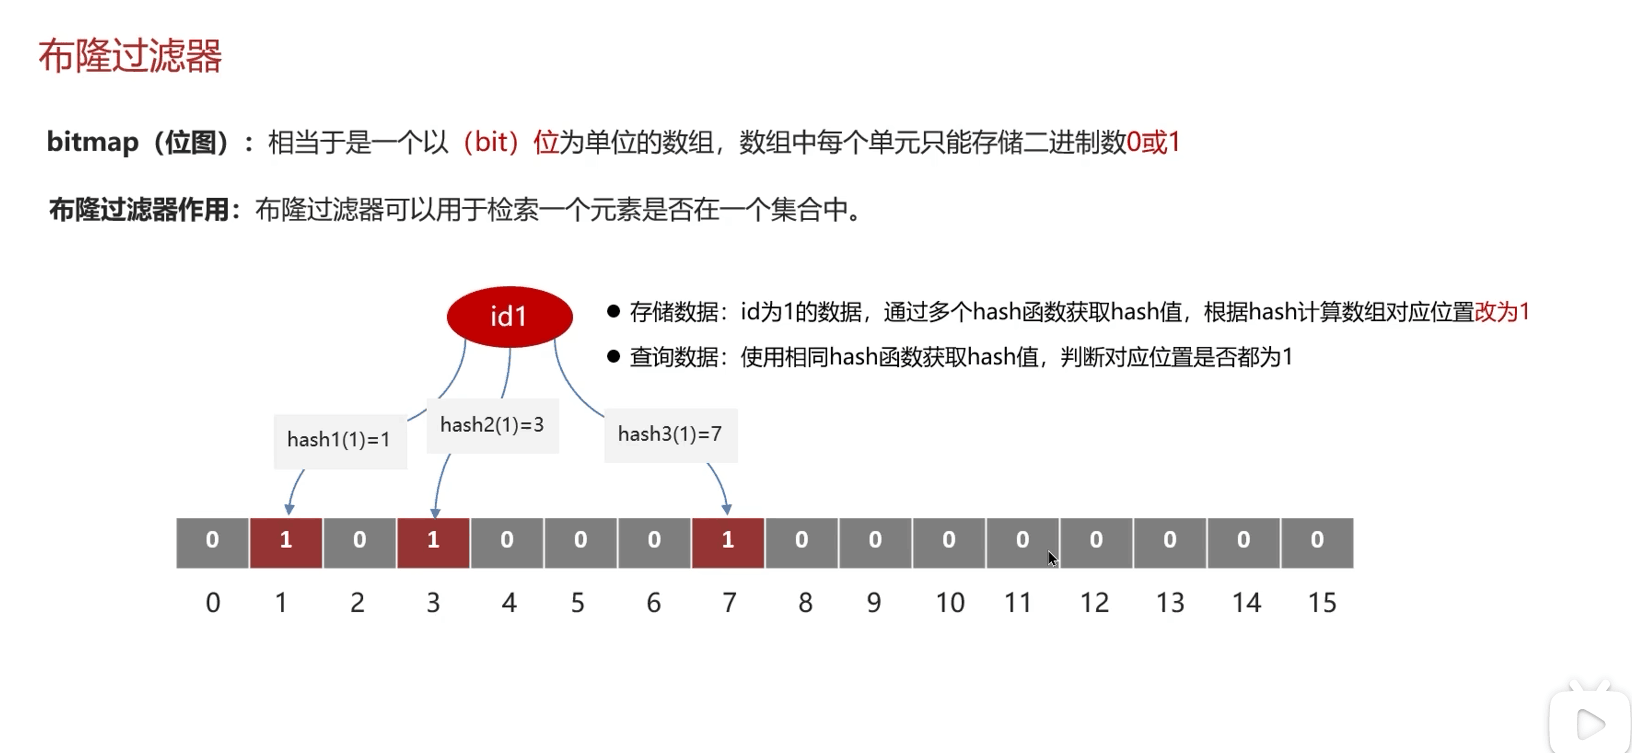 布隆过滤器
bitmap（位图）：相当于是一个以（bit）位为单位的数组，数组中每个单元只能存储二进制数0或1
布隆过滤器作用：布隆过滤器可以用于检索一个元素是否在一个集合中。
id1
● 存储数据：id为1的数据，通过多个hash函数获取hash值，根据hash计算数组对应位置改为1
● 查询数据：使用相同hash函数获取hash值，判断对应位置是否都为1
hash1(1)=1 hash2(1)=3 hash3(1)=7
0 1 0 1 0 0 0 1 0 0 0 0 0 0 0 0
0 1 2 3 4 5 6 7 8 9 10 11 12 13 14 15